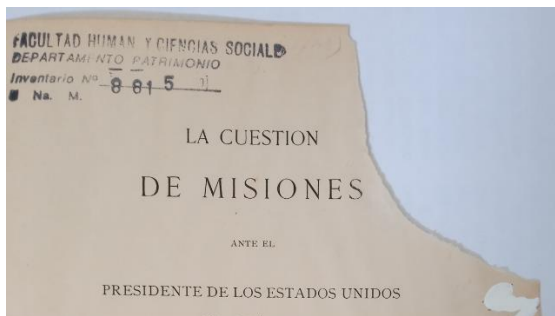 FACULTAD HUMAN. Y CIENCIAS SOCIALE
DEPARTAMENTO PATRIMONIO
Inventario Nº 8815
Na. M.
LA CUESTION
DE MISIONES
ANTE EL
PRESIDENTE DE LOS ESTADOS UNIDOS